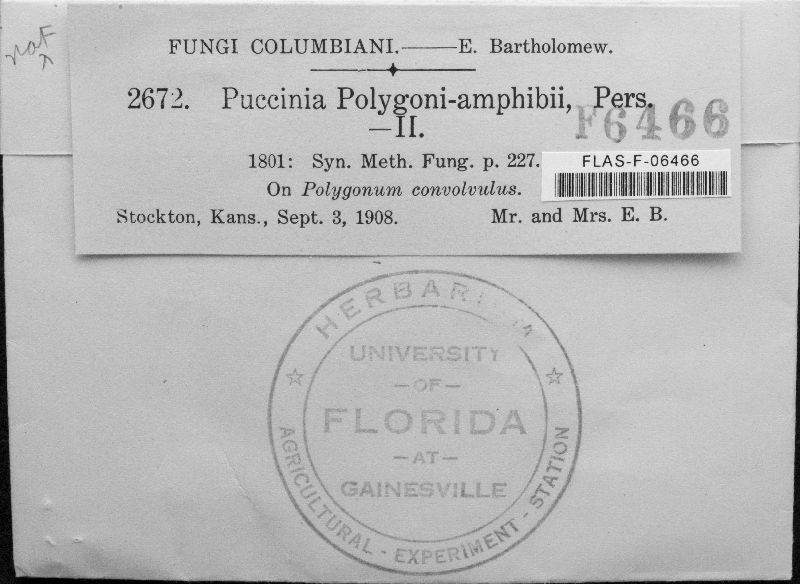 FUNGI COLUMBIANI.——E. Bartholomew.
2672. Puccinia Polygoni-amphibii, Pers.
—II.
F6466
1801: Syn. Meth. Fung. p. 227.
FLAS-F-06466
On Polygonum convolvulus.
Stockton, Kans., Sept. 3, 1908. Mr. and Mrs. E. B.
HERBARIUM
UNIVERSITY
—OF—
FLORIDA
—AT—
GAINESVILLE
AGRICULTURAL - EXPERIMENT - STATION